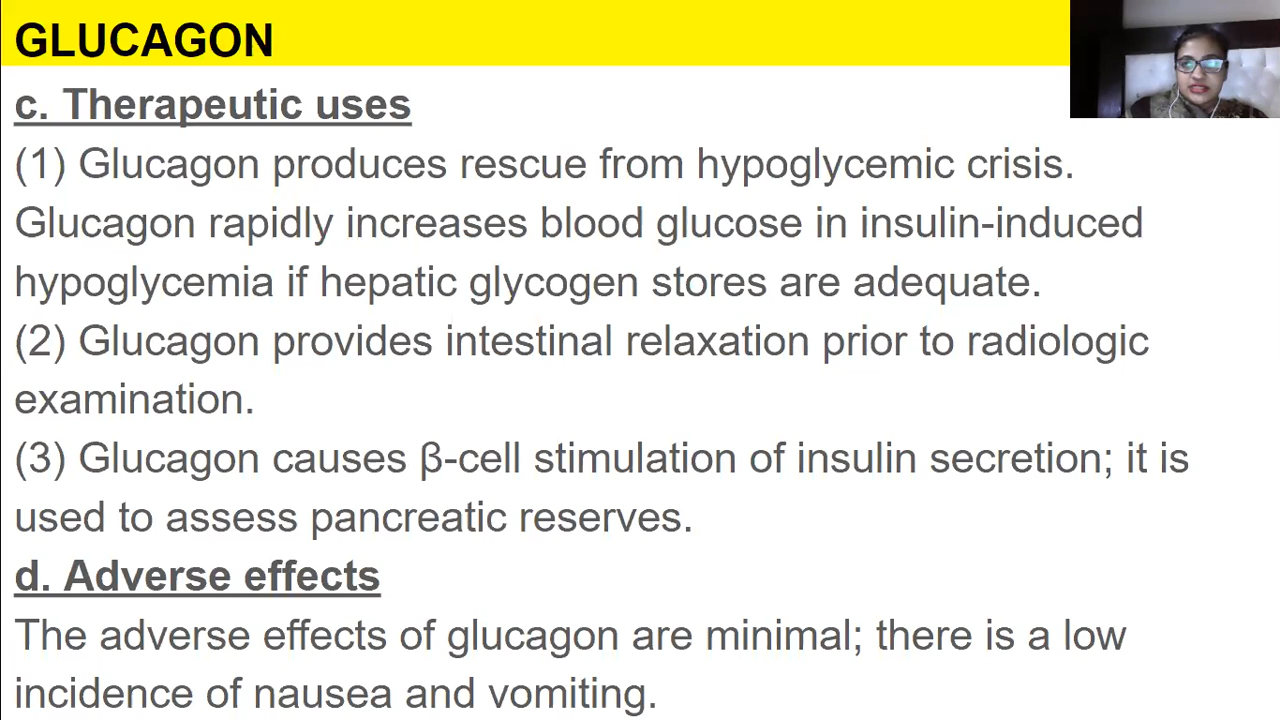 GLUCAGON
c. Therapeutic uses
(1) Glucagon produces rescue from hypoglycemic crisis.
Glucagon rapidly increases blood glucose in insulin-induced
hypoglycemia if hepatic glycogen stores are adequate.
(2) Glucagon provides intestinal relaxation prior to radiologic
examination.
(3) Glucagon causes β-cell stimulation of insulin secretion; it is
used to assess pancreatic reserves.
d. Adverse effects
The adverse effects of glucagon are minimal; there is a low
incidence of nausea and vomiting.